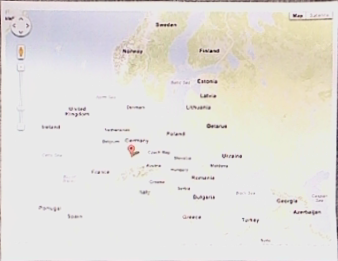 Map
Sweden
Norway
Finland
Estonia
Latvia
Lithuania
Denmark
United
Kingdom
Ireland
Netherlands
Belarus
Poland
Belgium
Germany
Ukraine
Czech Rep
Slovakia
Austria
Hungary
Moldova
France
Croatia
Romania
Serbia
Italy
Bulgaria
Georgia
Azerbaijan
Portugal
Spain
Greece
Turkey